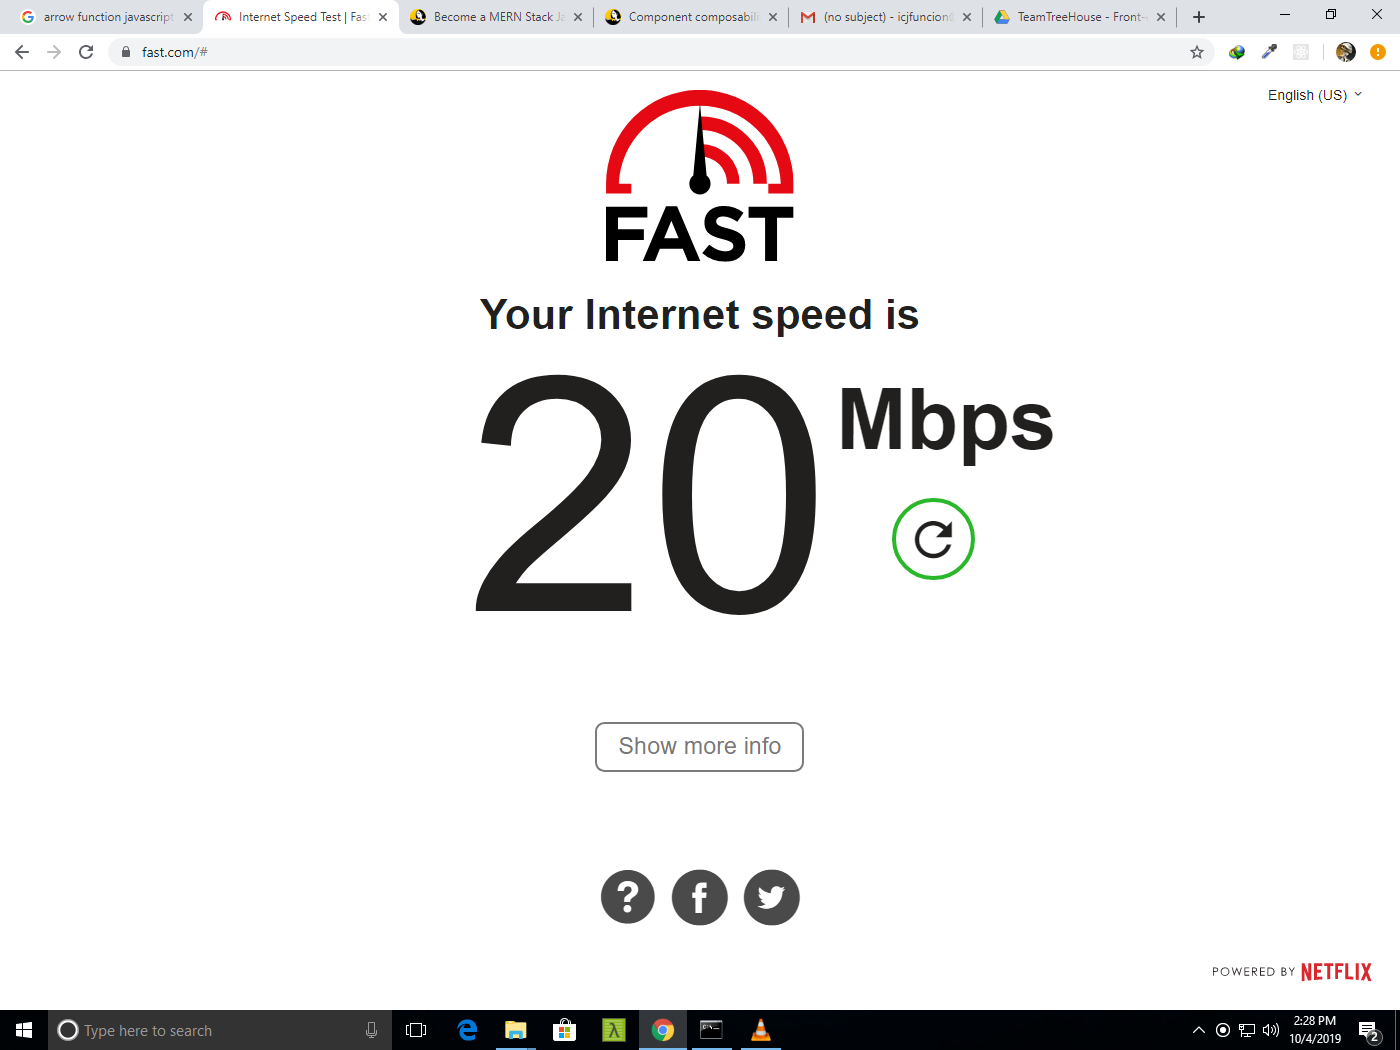 arrow function javascript
Internet Speed Test | Fast
Become a MERN Stack Ja
Component composabili
(no subject) - icjfuncion
TeamTreeHouse - Front-
fast.com/#
English (US)
FAST
Your Internet speed is
20 Mbps
Show more info
POWERED BY NETFLIX
Type here to search
2:28 PM
10/4/2019
2